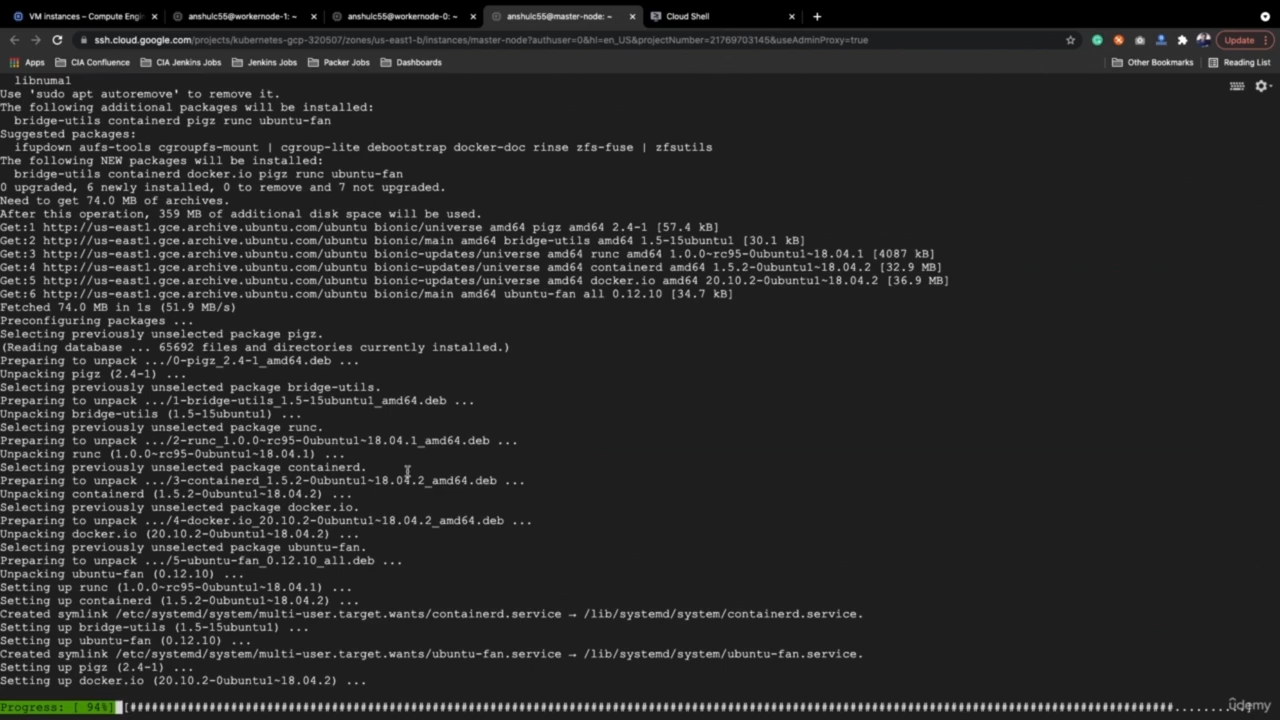 VM instances – Compute Engi
anshulc55@workernode-1: ~
anshulc55@workernode-0: ~
anshulc55@master-node: ~
Cloud Shell
ssh.cloud.google.com/projects/kubernetes-gcp-320507/zones/us-east1-b/instances/master-node?authuser=0&hl=en_US&projectNumber=21769703145&useAdminProxy=true
Update
Apps
CIA Confluence
CIA Jenkins Jobs
Jenkins Jobs
Packer Jobs
Dashboards
Other Bookmarks
Reading List
libnuma1
Use 'sudo apt autoremove' to remove it.
The following additional packages will be installed:
bridge-utils containerd pigz runc ubuntu-fan
Suggested packages:
ifupdown aufs-tools cgroupfs-mount | cgroup-lite debootstrap docker-doc rinse zfs-fuse | zfsutils
The following NEW packages will be installed:
bridge-utils containerd docker.io pigz runc ubuntu-fan
0 upgraded, 6 newly installed, 0 to remove and 7 not upgraded.
Need to get 74.0 MB of archives.
After this operation, 359 MB of additional disk space will be used.
Get:1 http://us-east1.gce.archive.ubuntu.com/ubuntu bionic/universe amd64 pigz amd64 2.4-1 [57.4 kB]
Get:2 http://us-east1.gce.archive.ubuntu.com/ubuntu bionic/main amd64 bridge-utils amd64 1.5-15ubuntu1 [30.1 kB]
Get:3 http://us-east1.gce.archive.ubuntu.com/ubuntu bionic-updates/universe amd64 runc amd64 1.0.0~rc95-0ubuntu1~18.04.1 [4087 kB]
Get:4 http://us-east1.gce.archive.ubuntu.com/ubuntu bionic-updates/universe amd64 containerd amd64 1.5.2-0ubuntu1~18.04.2 [32.9 MB]
Get:5 http://us-east1.gce.archive.ubuntu.com/ubuntu bionic-updates/universe amd64 docker.io amd64 20.10.2-0ubuntu1~18.04.2 [36.9 MB]
Get:6 http://us-east1.gce.archive.ubuntu.com/ubuntu bionic/main amd64 ubuntu-fan all 0.12.10 [34.7 kB]
Fetched 74.0 MB in 1s (51.9 MB/s)
Preconfiguring packages ...
Selecting previously unselected package pigz.
(Reading database ... 65692 files and directories currently installed.)
Preparing to unpack .../0-pigz_2.4-1_amd64.deb ...
Unpacking pigz (2.4-1) ...
Selecting previously unselected package bridge-utils.
Preparing to unpack .../1-bridge-utils_1.5-15ubuntu1_amd64.deb ...
Unpacking bridge-utils (1.5-15ubuntu1) ...
Selecting previously unselected package runc.
Preparing to unpack .../2-runc_1.0.0~rc95-0ubuntu1~18.04.1_amd64.deb ...
Unpacking runc (1.0.0~rc95-0ubuntu1~18.04.1) ...
Selecting previously unselected package containerd.
Preparing to unpack .../3-containerd_1.5.2-0ubuntu1~18.04.2_amd64.deb ...
Unpacking containerd (1.5.2-0ubuntu1~18.04.2) ...
Selecting previously unselected package docker.io.
Preparing to unpack .../4-docker.io_20.10.2-0ubuntu1~18.04.2_amd64.deb ...
Unpacking docker.io (20.10.2-0ubuntu1~18.04.2) ...
Selecting previously unselected package ubuntu-fan.
Preparing to unpack .../5-ubuntu-fan_0.12.10_all.deb ...
Unpacking ubuntu-fan (0.12.10) ...
Setting up runc (1.0.0~rc95-0ubuntu1~18.04.1) ...
Setting up containerd (1.5.2-0ubuntu1~18.04.2) ...
Created symlink /etc/systemd/system/multi-user.target.wants/containerd.service → /lib/systemd/system/containerd.service.
Setting up bridge-utils (1.5-15ubuntu1) ...
Setting up ubuntu-fan (0.12.10) ...
Created symlink /etc/systemd/system/multi-user.target.wants/ubuntu-fan.service → /lib/systemd/system/ubuntu-fan.service.
Setting up pigz (2.4-1) ...
Setting up docker.io (20.10.2-0ubuntu1~18.04.2) ...
Progress: [ 94%]
ûdemy